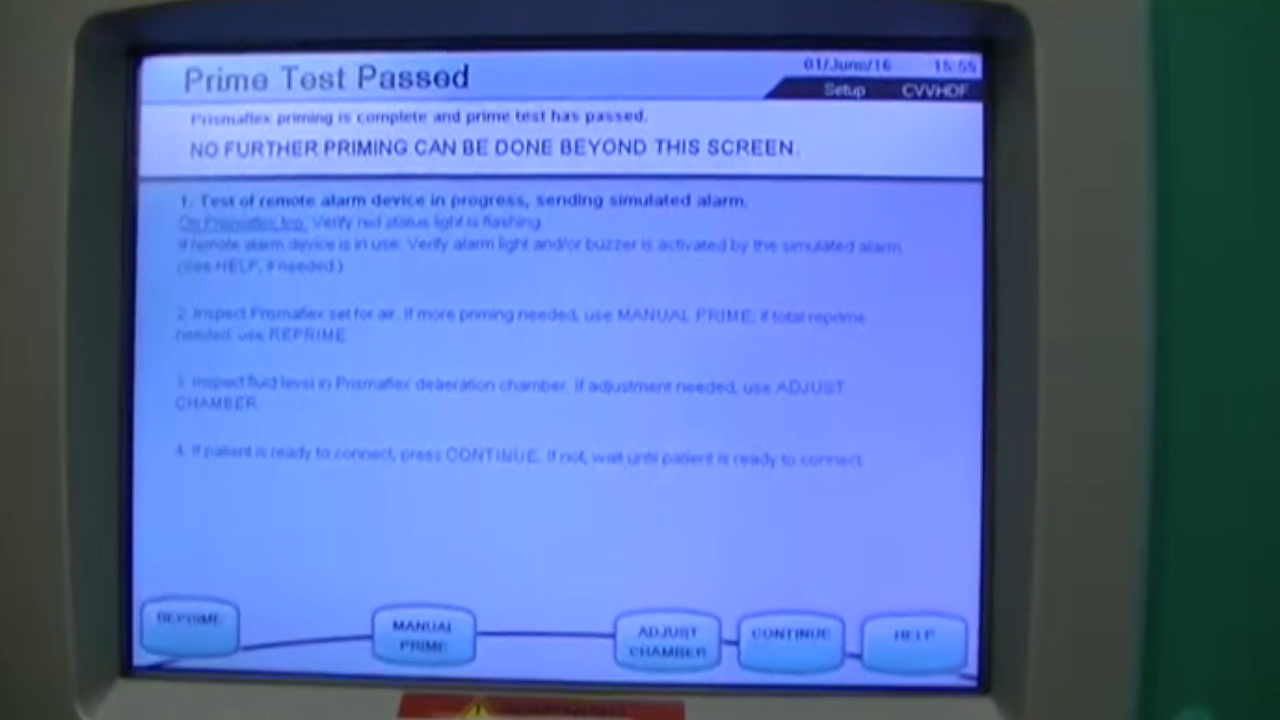 Prime Test Passed
01/June/16 15:55
Setup CVVHDF
Prismaflex priming is complete and prime test has passed.
NO FURTHER PRIMING CAN BE DONE BEYOND THIS SCREEN.
1. Test of remote alarm device in progress, sending simulated alarm.
On Prismaflex top: Verify red status light is flashing.
If remote alarm device is in use: Verify alarm light and/or buzzer is activated by the simulated alarm.
(See HELP, if needed.)
2. Inspect Prismaflex set for air. If more priming needed, use MANUAL PRIME; if total reprime
needed, use REPRIME.
3. Inspect fluid level in Prismaflex deaeration chamber. If adjustment needed, use ADJUST
CHAMBER.
4. If patient is ready to connect, press CONTINUE. If not, wait until patient is ready to connect.
REPRIME
MANUAL
PRIME
ADJUST
CHAMBER
CONTINUE
HELP